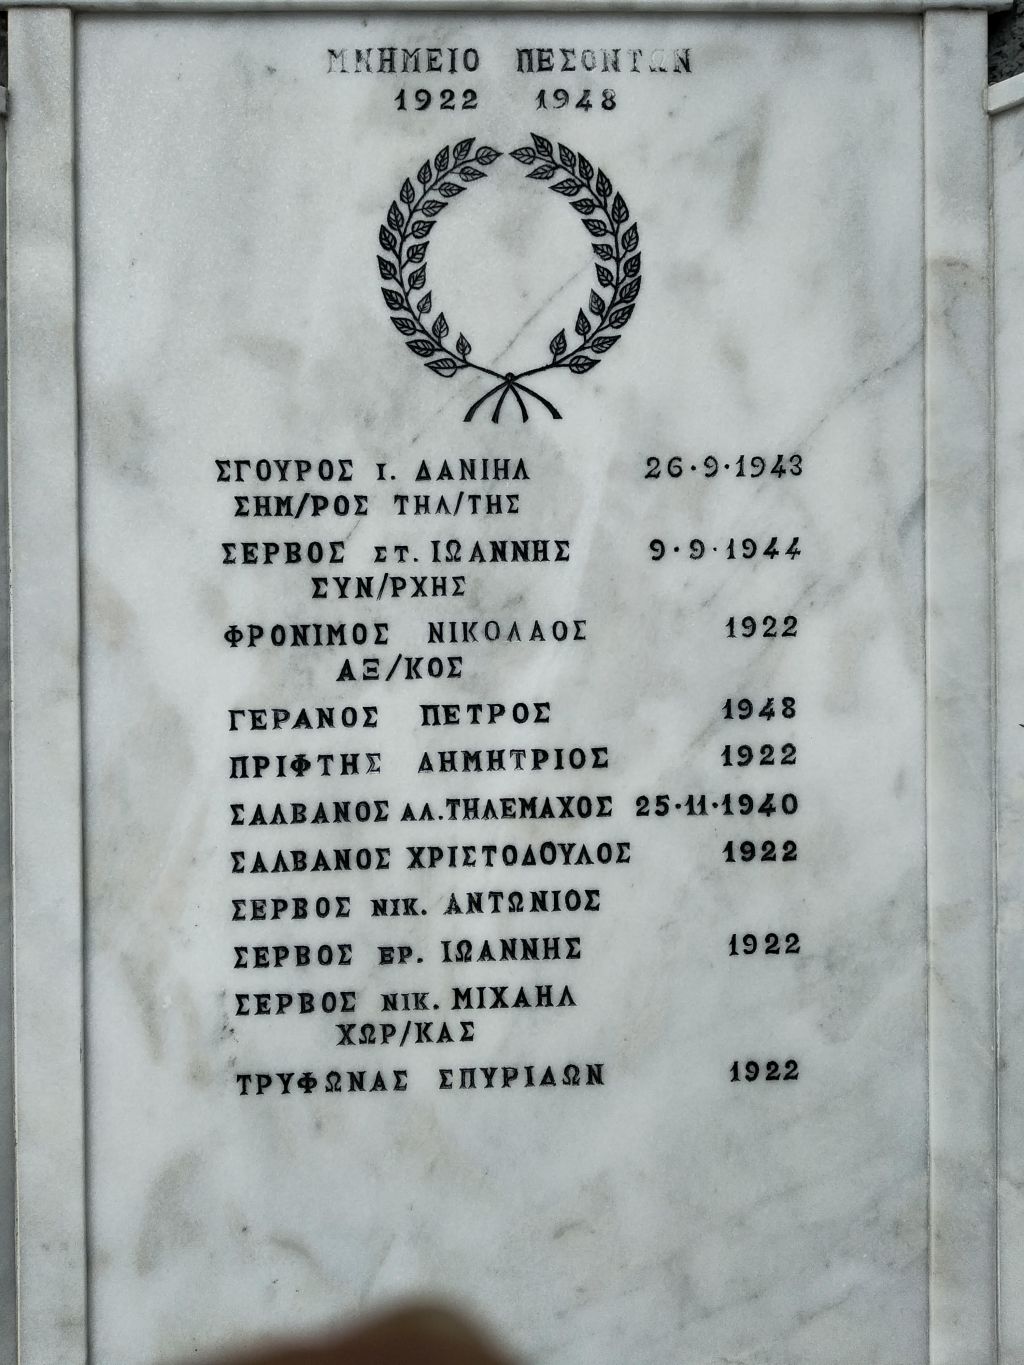 ΜΝΗΜΕΙΟ ΠΕΣΟΝΤΩΝ
1922 1948
ΣΓΟΥΡΟΣ Ι. ΔΑΝΙΗΛ 26·9·1943
ΣΗΜ/ΡΟΣ ΤΗΛ/ΤΗΣ
ΣΕΡΒΟΣ ΣΤ. ΙΩΑΝΝΗΣ 9·9·1944
ΣΥΝ/ΡΧΗΣ
ΦΡΟΝΙΜΟΣ ΝΙΚΟΛΑΟΣ 1922
ΑΞ/ΚΟΣ
ΓΕΡΑΝΟΣ ΠΕΤΡΟΣ 1948
ΠΡΙΦΤΗΣ ΔΗΜΗΤΡΙΟΣ 1922
ΣΑΛΒΑΝΟΣ ΑΛ. ΤΗΛΕΜΑΧΟΣ 25·11·1940
ΣΑΛΒΑΝΟΣ ΧΡΙΣΤΟΔΟΥΛΟΣ 1922
ΣΕΡΒΟΣ ΝΙΚ. ΑΝΤΩΝΙΟΣ
ΣΕΡΒΟΣ ΕΡ. ΙΩΑΝΝΗΣ 1922
ΣΕΡΒΟΣ ΝΙΚ. ΜΙΧΑΗΛ
ΧΩΡ/ΚΑΣ
ΤΡΥΦΩΝΑΣ ΣΠΥΡΙΔΩΝ 1922